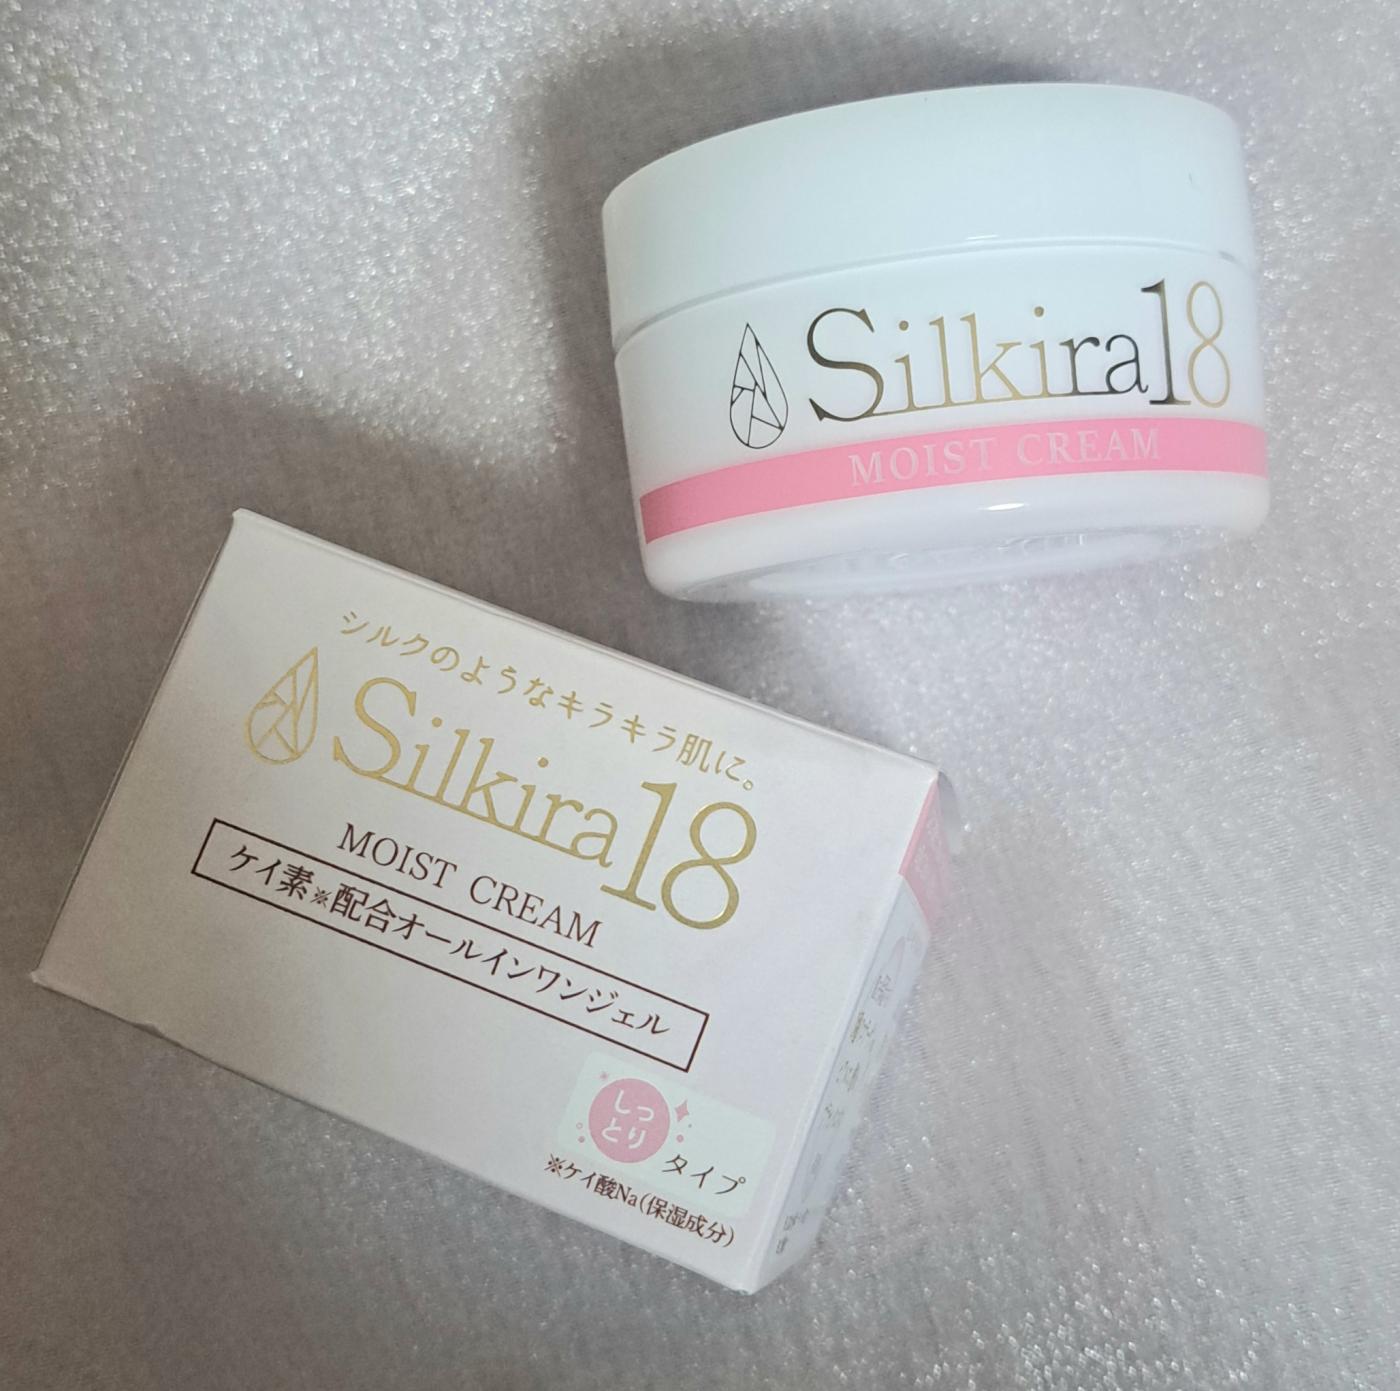 Silkira18
MOIST CREAM
シルクのようなキラキラ肌に。
Silkira18
MOIST CREAM
ケイ素※配合オールインワンジェル
しっ
とり
タイプ
※ケイ酸Na(保湿成分)